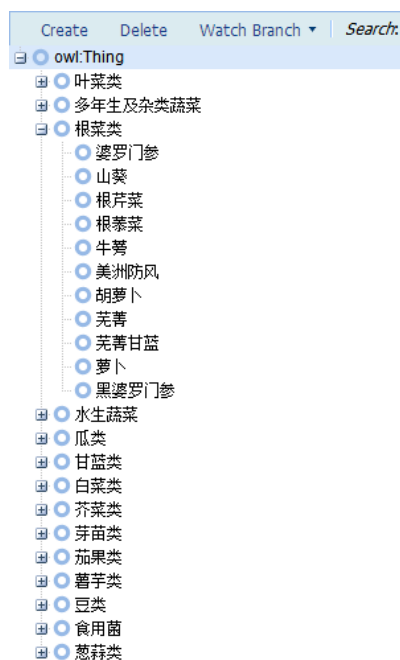 Create Delete Watch Branch Search:
owl:Thing
叶菜类
多年生及杂类蔬菜
根菜类
婆罗门参
山葵
根芹菜
根菾菜
牛蒡
美洲防风
胡萝卜
芜菁
芜菁甘蓝
萝卜
黑婆罗门参
水生蔬菜
瓜类
甘蓝类
白菜类
芥菜类
芽苗类
茄果类
薯芋类
豆类
食用菌
葱蒜类